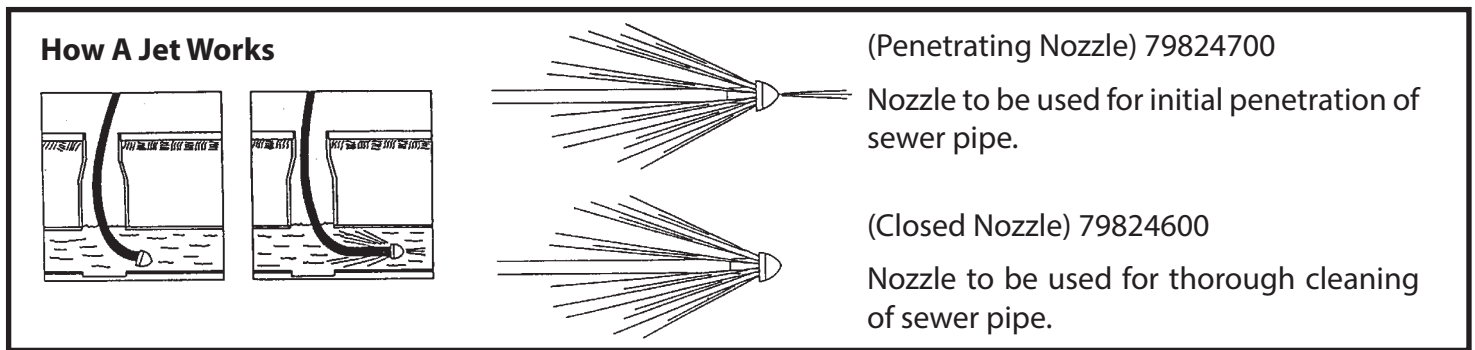 How A Jet Works
(Penetrating Nozzle) 79824700
Nozzle to be used for initial penetration of
sewer pipe.
(Closed Nozzle) 79824600
Nozzle to be used for thorough cleaning
of sewer pipe.